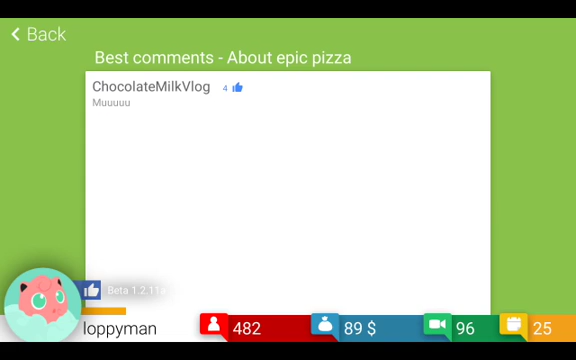 Back
Best comments - About epic pizza
ChocolateMilkVlog 4
Muuuuu
Beta 1.2.11a
loppyman 482 89 $ 96 25